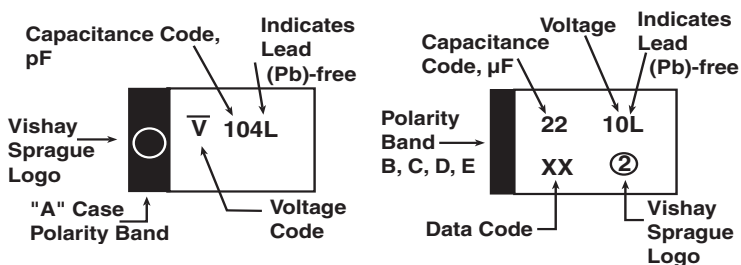 Capacitance Code,
pF
Indicates
Lead
(Pb)-free
V 104L
Vishay
Sprague
Logo
"A" Case
Polarity Band
Voltage
Code
Capacitance
Code, µF
Voltage
Indicates
Lead
(Pb)-free
Polarity
Band
B, C, D, E
22 10L
XX 2
Data Code
Vishay
Sprague
Logo